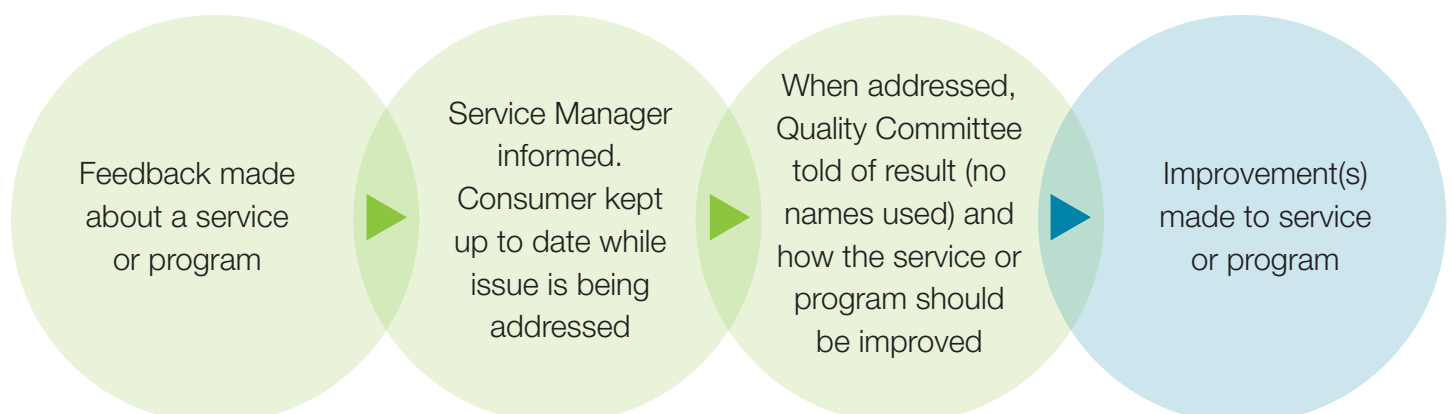 Feedback made
about a service
or program
Service Manager
informed.
Consumer kept
up to date while
issue is being
addressed
When addressed,
Quality Committee
told of result (no
names used) and
how the service or
program should
be improved
Improvement(s)
made to service
or program